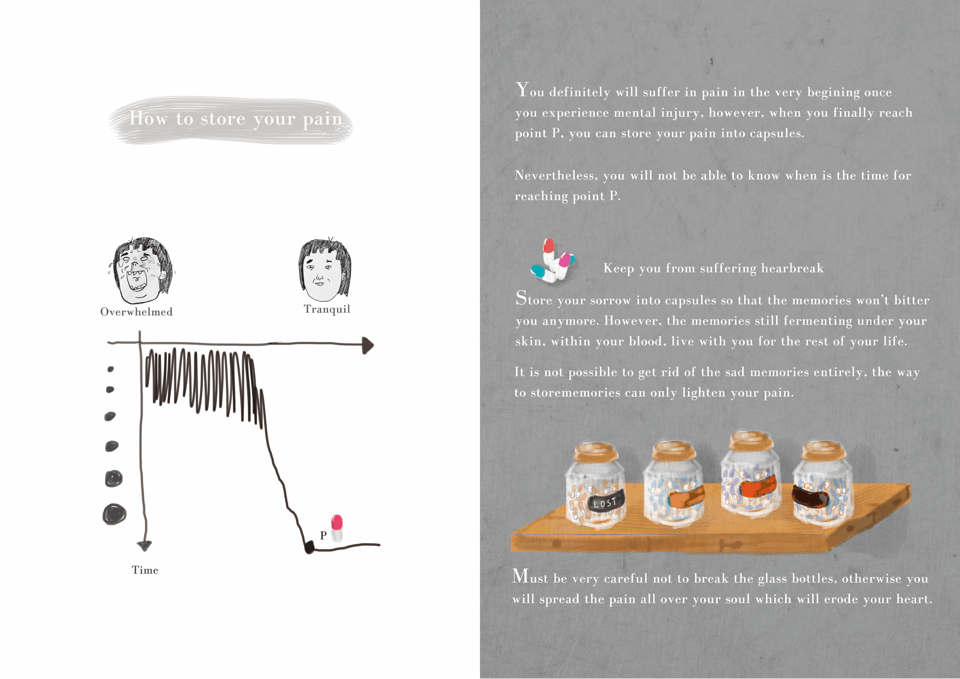 How to store your pain
Overwhelmed
Tranquil
P
Time
You definitely will suffer in pain in the very begining once
you experience mental injury, however, when you finally reach
point P, you can store your pain into capsules.
Nevertheless, you will not be able to know when is the time for
reaching point P.
Keep you from suffering hearbreak
Store your sorrow into capsules so that the memories won't bitter
you anymore. However, the memories still fermenting under your
skin, within your blood, live with you for the rest of your life.
It is not possible to get rid of the sad memories entirely, the way
to storememories can only lighten your pain.
LOST
Must be very careful not to break the glass bottles, otherwise you
will spread the pain all over your soul which will erode your heart.